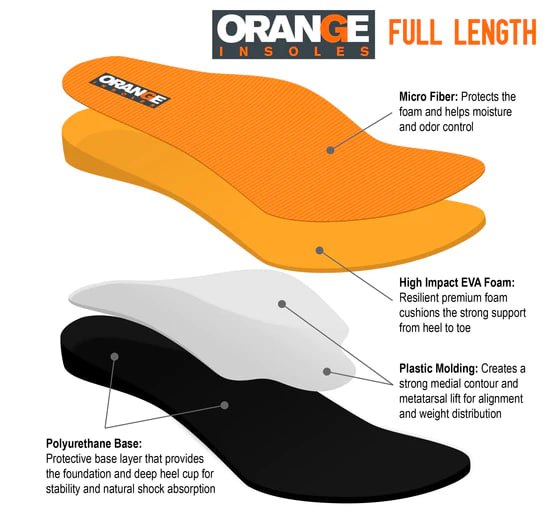 ORANGE
INSOLES
FULL LENGTH
ORANGE
INSOLES
Micro Fiber: Protects the
foam and helps moisture
and odor control
High Impact EVA Foam:
Resilient premium foam
cushions the strong support
from heel to toe
Plastic Molding: Creates a
strong medial contour and
metatarsal lift for alignment
and weight distribution
Polyurethane Base:
Protective base layer that provides
the foundation and deep heel cup for
stability and natural shock absorption